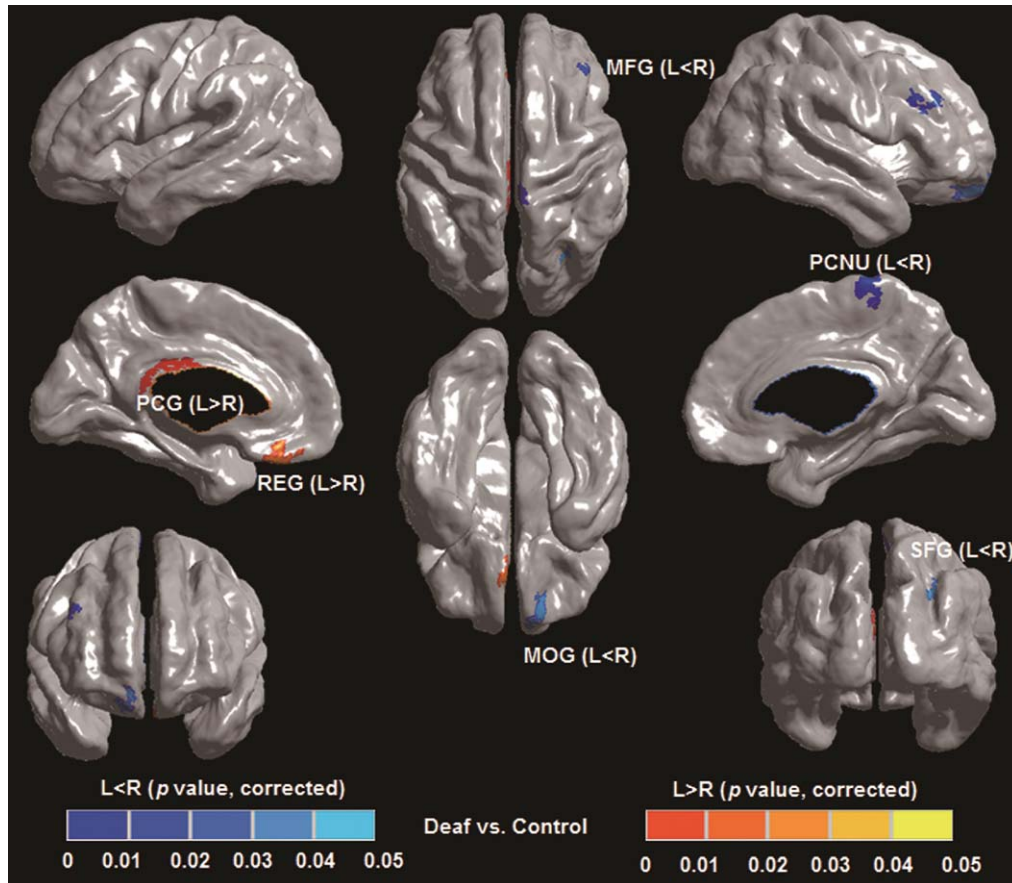 MFG (L<R)
PCNU (L<R)
PCG (L>R)
REG (L>R)
SFG (L<R)
MOG (L<R)
L<R (p value, corrected)
0 0.01 0.02 0.03 0.04 0.05
Deaf vs. Control
L>R (p value, corrected)
0 0.01 0.02 0.03 0.04 0.05